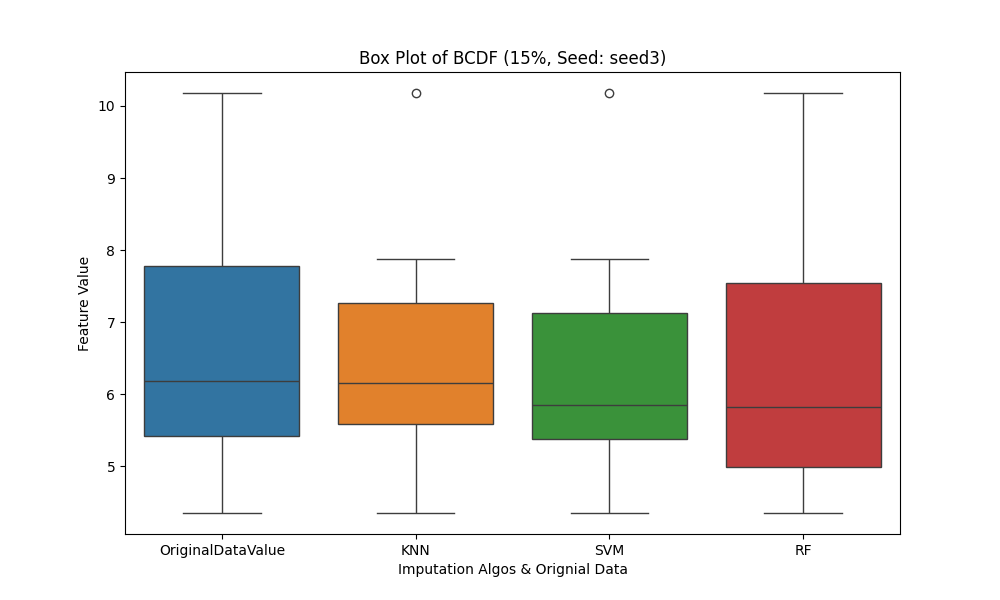 Box Plot of BCDF (15%, Seed: seed3)
Feature Value
10
9
8
7
6
5
OriginalDataValue KNN SVM RF
Imputation Algos & Orignial Data